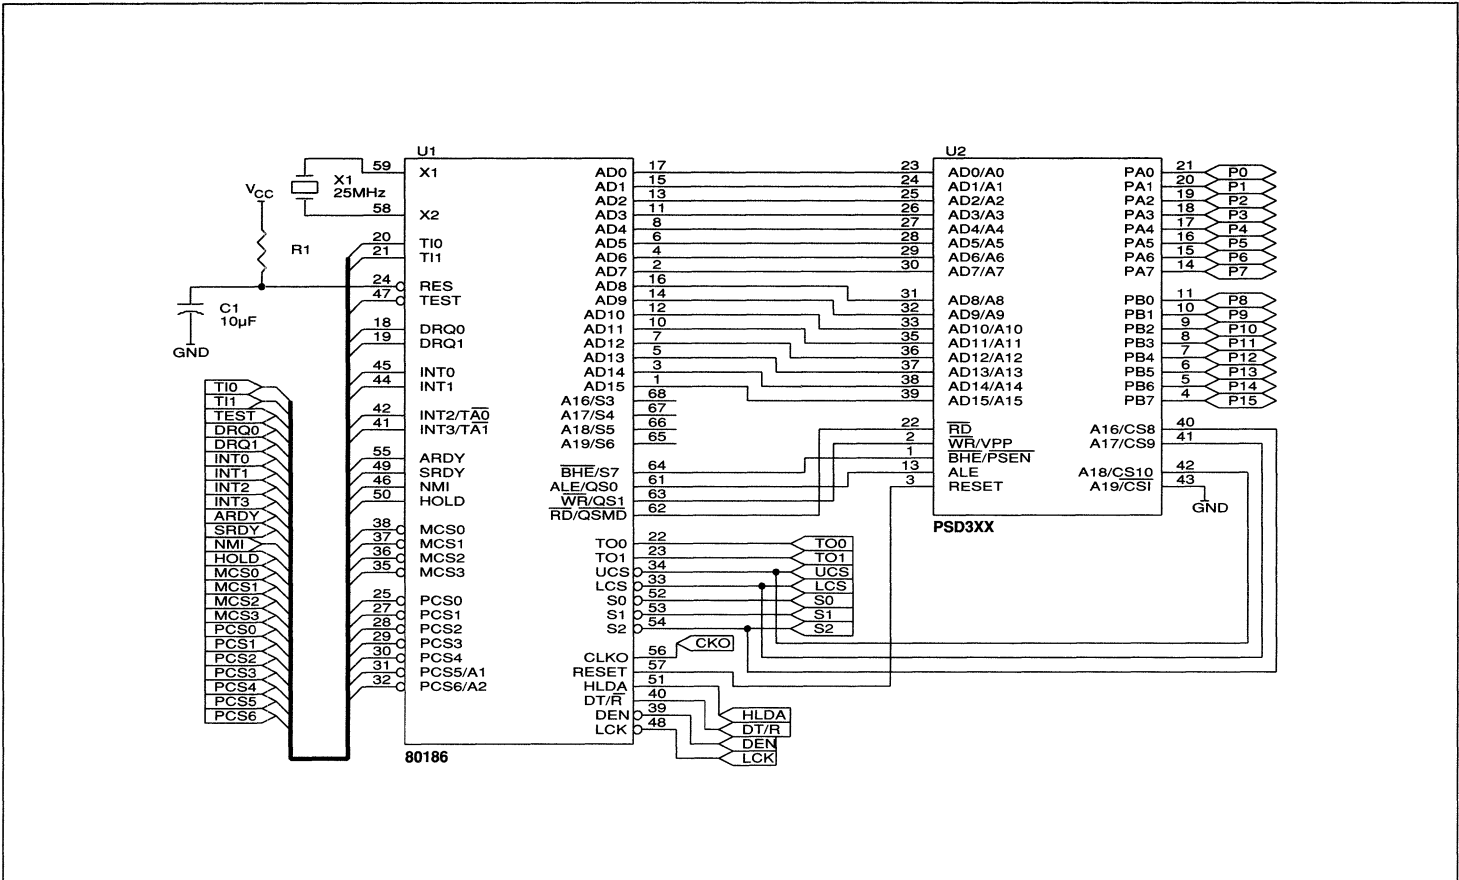 U1
U2
V_CC
X1
25MHz
R1
C1
10µF
GND
59 X1
58 X2
20 TI0
21 TI1
24 RES
47 TEST
18 DRQ0
19 DRQ1
45 INT0
44 INT1
42 INT2/T̅A̅0̅
41 INT3/T̅A̅1̅
55 ARDY
49 SRDY
46 NMI
50 HOLD
38 MCS0
37 MCS1
36 MCS2
35 MCS3
25 PCS0
27 PCS1
28 PCS2
29 PCS3
30 PCS4
31 PCS5/A1
32 PCS6/A2
TI0
TI1
TEST
DRQ0
DRQ1
INT0
INT1
INT2
INT3
ARDY
SRDY
NMI
HOLD
MCS0
MCS1
MCS2
MCS3
PCS0
PCS1
PCS2
PCS3
PCS4
PCS5
PCS6
AD0 17
AD1 15
AD2 13
AD3 11
AD4 8
AD5 6
AD6 4
AD7 2
AD8 16
AD9 14
AD10 12
AD11 10
AD12 7
AD13 5
AD14 3
AD15 1
A16/S3 68
A17/S4 67
A18/S5 66
A19/S6 65
B̅H̅E̅/S7 64
ALE/QS0 61
W̅R̅/QS1 63
R̅D̅/Q̅S̅M̅D̅ 62
TO0 22 TO0
TO1 23 TO1
UCS 34 UCS
LCS 33 LCS
S0 52 S0
S1 53 S1
S2 54 S2
CLKO 56 CKO
RESET 57
HLDA 51 HLDA
DT/R̅ 40 DT/R
DEN 39 DEN
LCK 48 LCK
80186
23 AD0/A0
24 AD1/A1
25 AD2/A2
26 AD3/A3
27 AD4/A4
28 AD5/A5
29 AD6/A6
30 AD7/A7
31 AD8/A8
32 AD9/A9
33 AD10/A10
35 AD11/A11
36 AD12/A12
37 AD13/A13
38 AD14/A14
39 AD15/A15
22 R̅D̅
2 W̅R̅/VPP
1 B̅H̅E̅/P̅S̅E̅N̅
13 ALE
3 RESET
PA0 21 P0
PA1 20 P1
PA2 19 P2
PA3 18 P3
PA4 17 P4
PA5 16 P5
PA6 15 P6
PA7 14 P7
PB0 11 P8
PB1 10 P9
PB2 9 P10
PB3 8 P11
PB4 7 P12
PB5 6 P13
PB6 5 P14
PB7 4 P15
A16/CS8 40
A17/CS9 41
A18/CS10 42
A19/C̅S̅I̅ 43
GND
PSD3XX